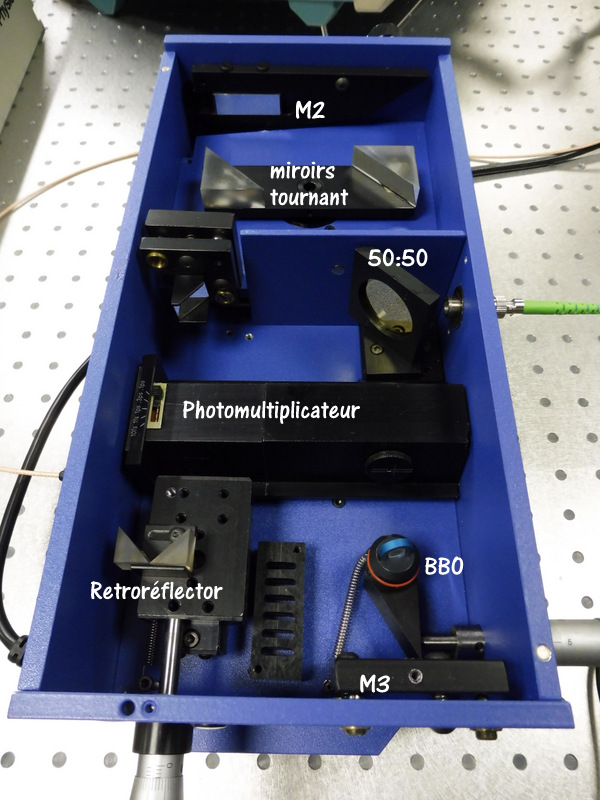 M2
miroirs
tournant
50:50
Photomultiplicateur
Retroréflector
BBO
M3